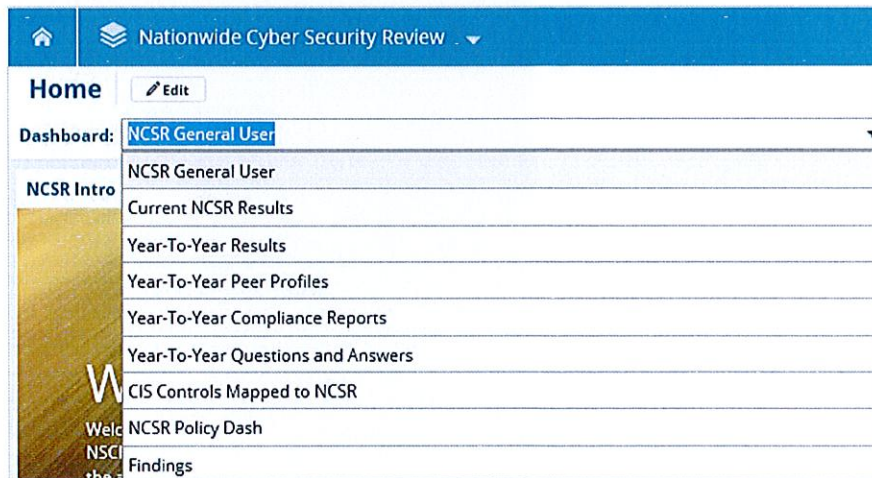 Nationwide Cyber Security Review
Home Edit
Dashboard: NCSR General User
NCSR General User
NCSR Intro
Current NCSR Results
Year-To-Year Results
Year-To-Year Peer Profiles
Year-To-Year Compliance Reports
Year-To-Year Questions and Answers
CIS Controls Mapped to NCSR
W
NCSR Policy Dash
Welc
Findings